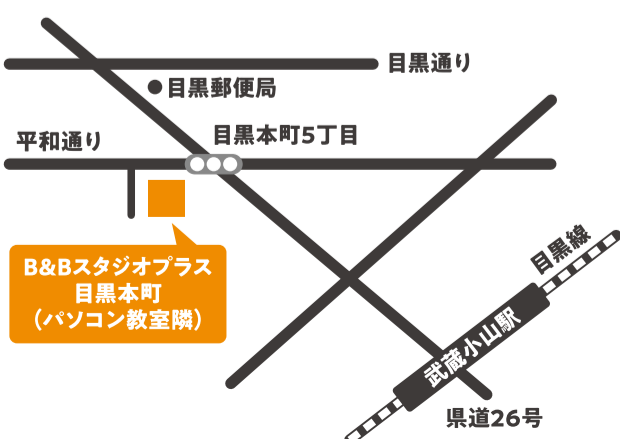 目黒通り
目黒郵便局
目黒本町5丁目
平和通り
B&Bスタジオプラス
目黒本町
（パソコン教室隣）
目黒線
武蔵小山駅
県道26号